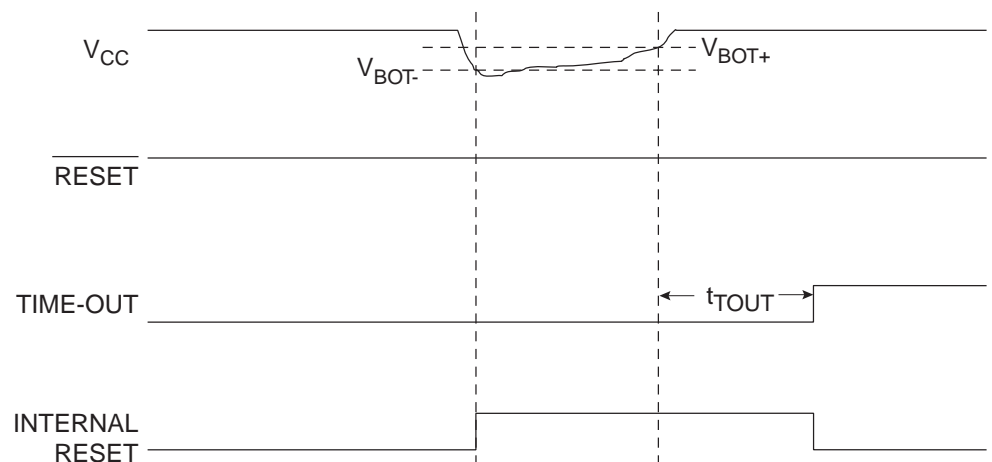 VCC
VBOT-
VBOT+
RESET
TIME-OUT
tTOUT
INTERNAL
RESET